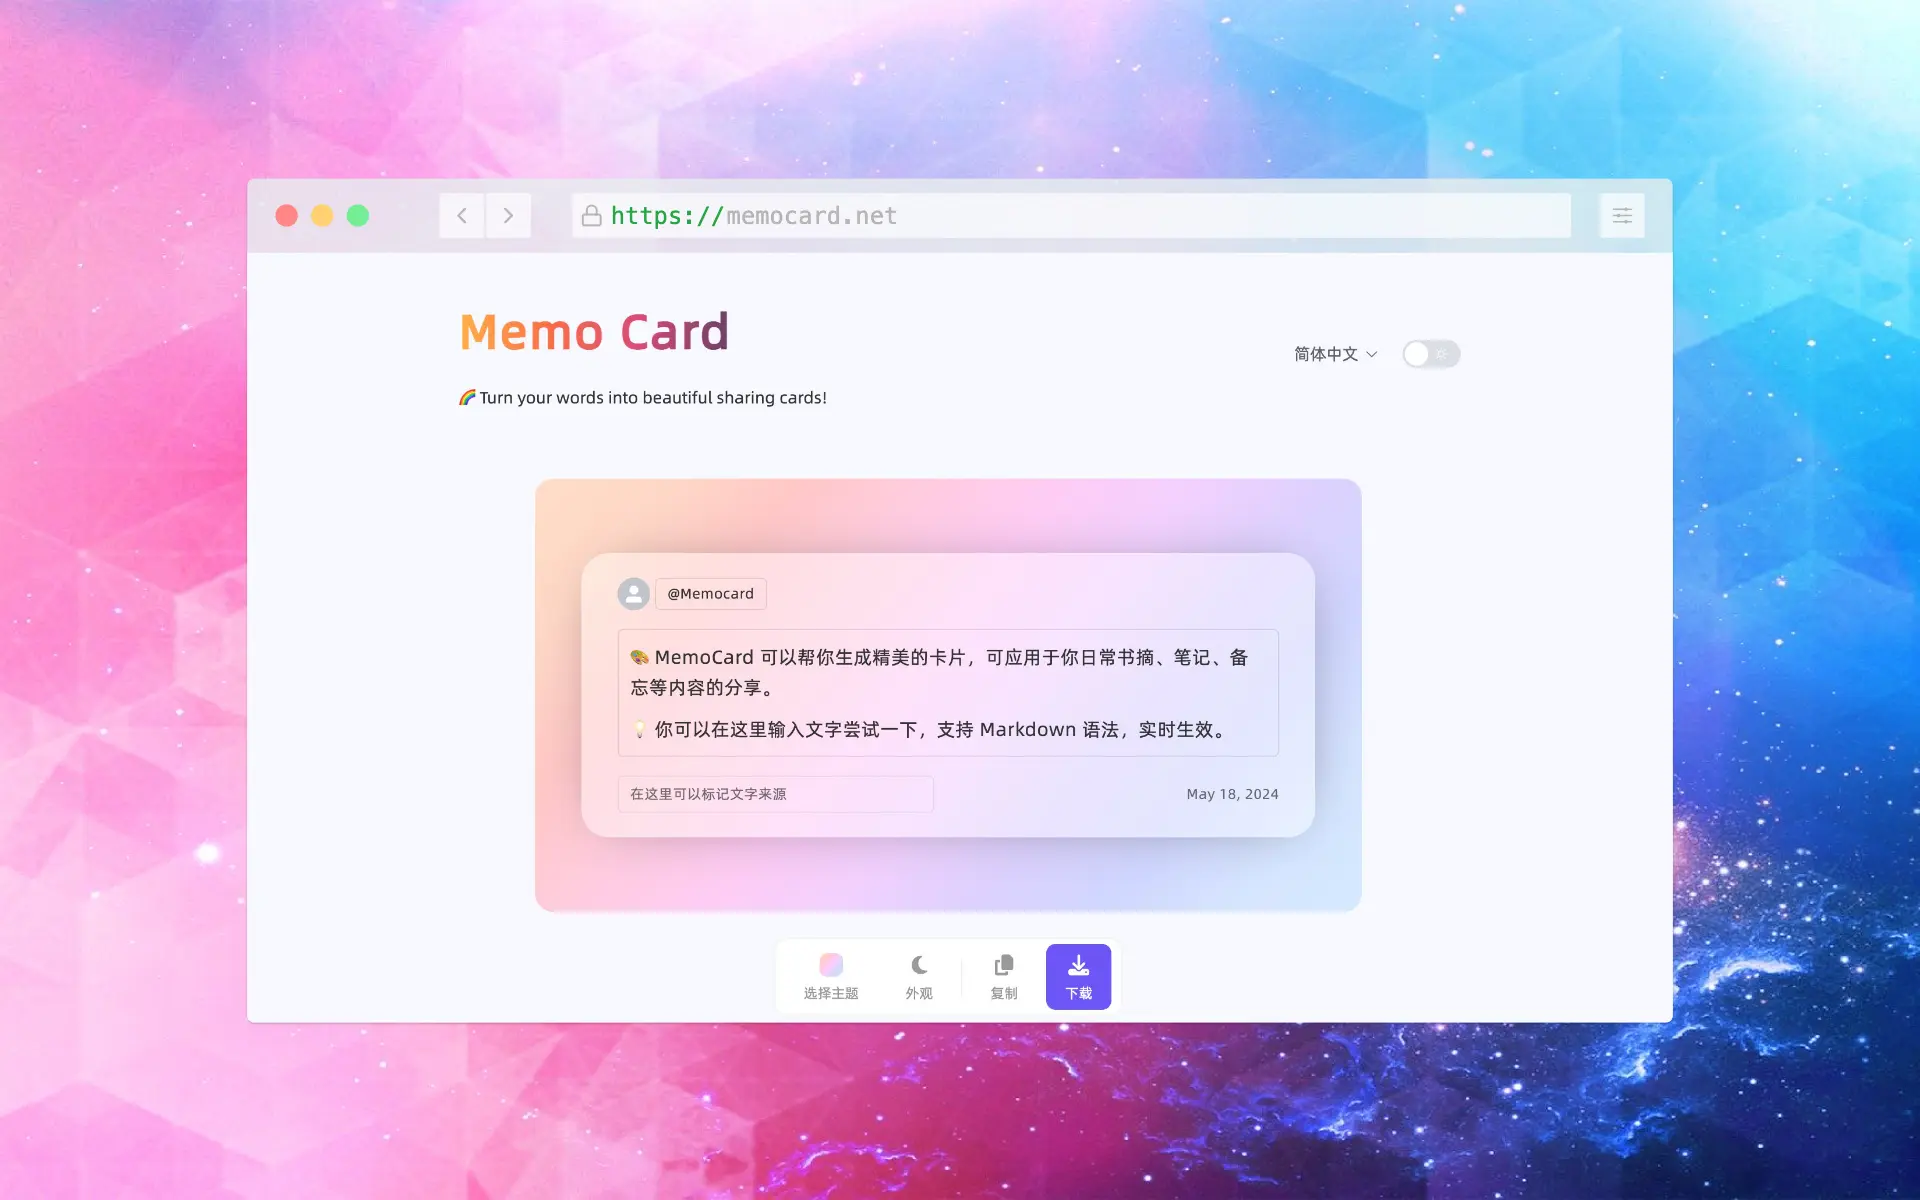 https://memocard.net
Memo Card
简体中文
🌈 Turn your words into beautiful sharing cards!
@Memocard
🎨 MemoCard 可以帮你生成精美的卡片，可应用于你日常书摘、笔记、备
忘等内容的分享。
💡 你可以在这里输入文字尝试一下，支持 Markdown 语法，实时生效。
在这里可以标记文字来源
May 18, 2024
选择主题
外观
复制
下载